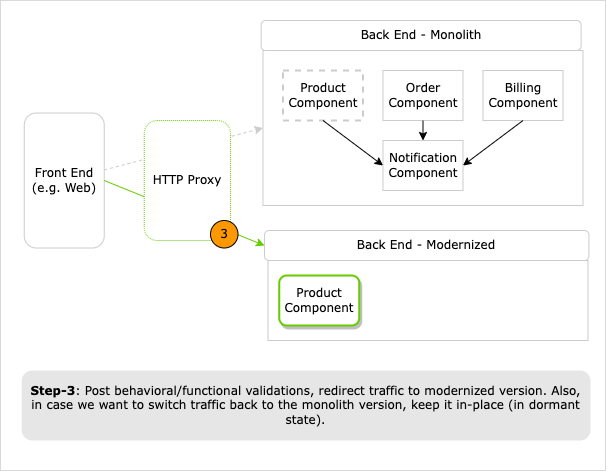 Back End - Monolith
Product
Component
Order
Component
Billing
Component
Notification
Component
Front End
(e.g. Web)
HTTP Proxy
3
Back End - Modernized
Product
Component
Step-3: Post behavioral/functional validations, redirect traffic to modernized version. Also,
in case we want to switch traffic back to the monolith version, keep it in-place (in dormant
state).